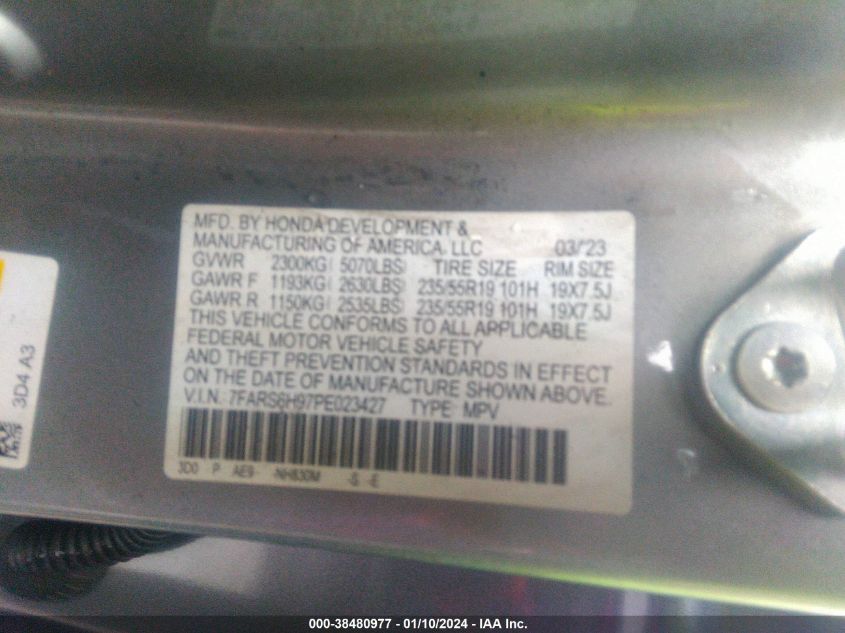 MFD. BY HONDA DEVELOPMENT &
MANUFACTURING OF AMERICA, LLC 03/'23
GVWR 2300KG( 5070LBS) TIRE SIZE RIM SIZE
GAWR F 1193KG( 2630LBS) 235/55R19 101H 19X7.5J
GAWR R 1150KG( 2535LBS) 235/55R19 101H 19X7.5J
THIS VEHICLE CONFORMS TO ALL APPLICABLE
FEDERAL MOTOR VEHICLE SAFETY
AND THEFT PREVENTION STANDARDS IN EFFECT
ON THE DATE OF MANUFACTURE SHOWN ABOVE.
V.I.N.: 7FARS6H97PE023427 TYPE: MPV
3D0 P AE9 -NH830M -S -E
3D4 A3
000-38480977 - 01/10/2024 - IAA Inc.